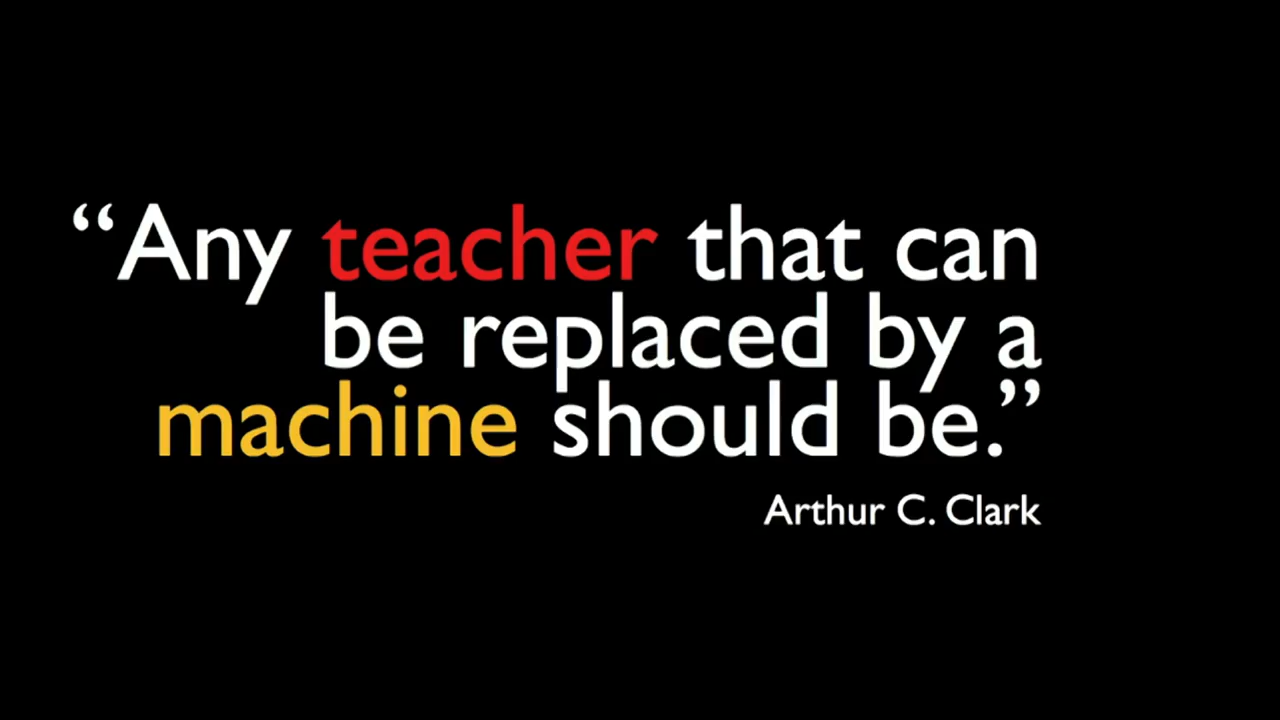 “Any teacher that can
be replaced by a
machine should be.”
Arthur C. Clark